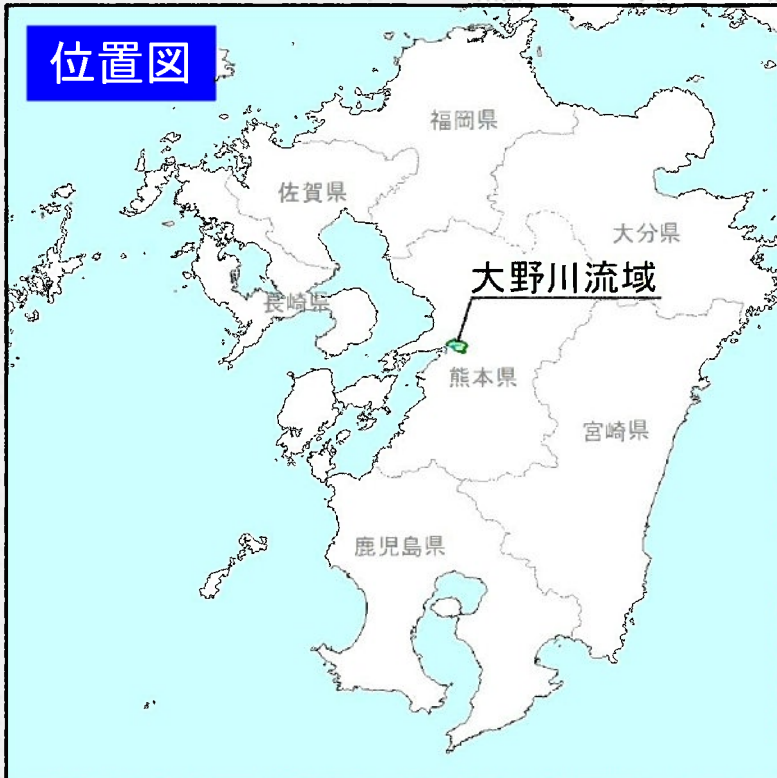 位置図
福岡県
佐賀県
大分県
大野川流域
長崎県
熊本県
宮崎県
鹿児島県